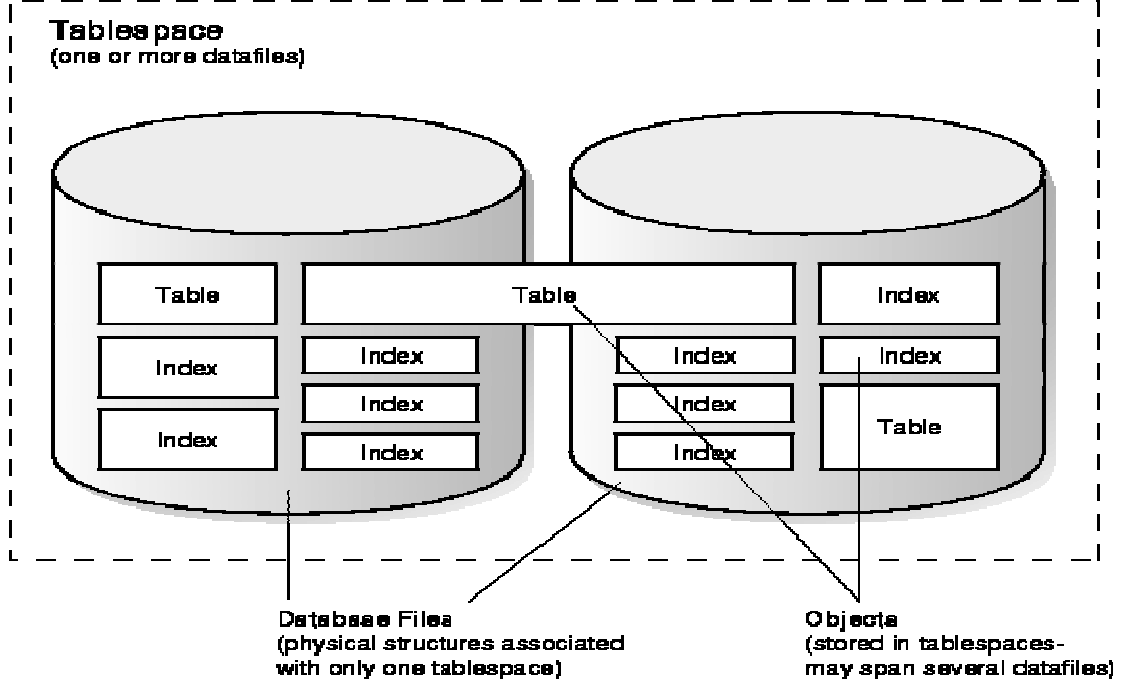 Tablespace
(one or more datafiles)
Table
Table
Index
Index
Index
Index
Index
Index
Index
Index
Table
Index
Index
Index
Database Files
(physical structures associated
with only one tablespace)
Objects
(stored in tablespaces-
may span several datafiles)